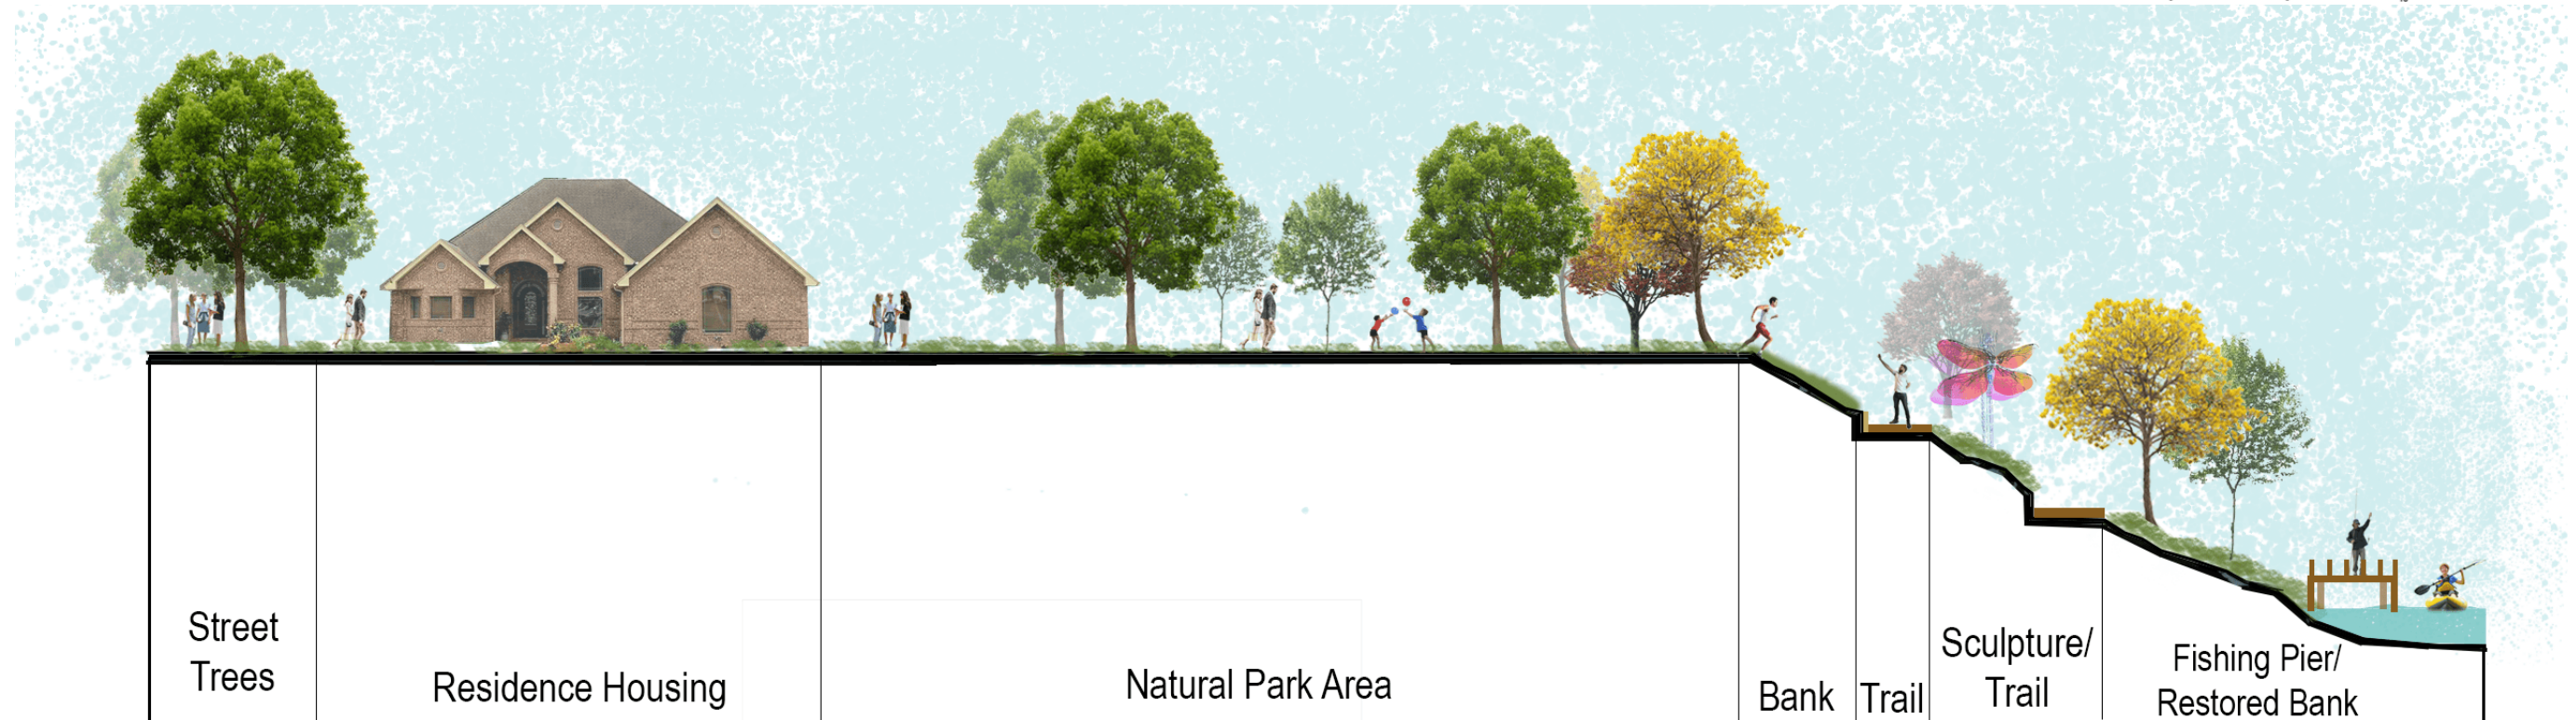 Street
Trees
Residence Housing
Natural Park Area
Bank
Trail
Sculpture/
Trail
Fishing Pier/
Restored Bank